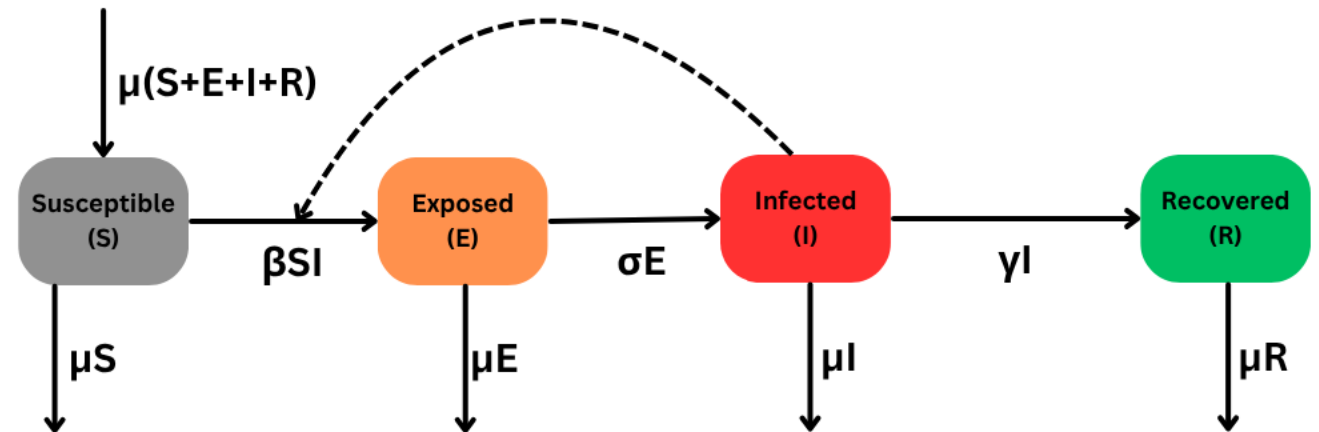 μ(S+E+I+R)
Susceptible
(S)
Exposed
(E)
Infected
(I)
Recovered
(R)
βSI
σE
γI
μS
μE
μI
μR